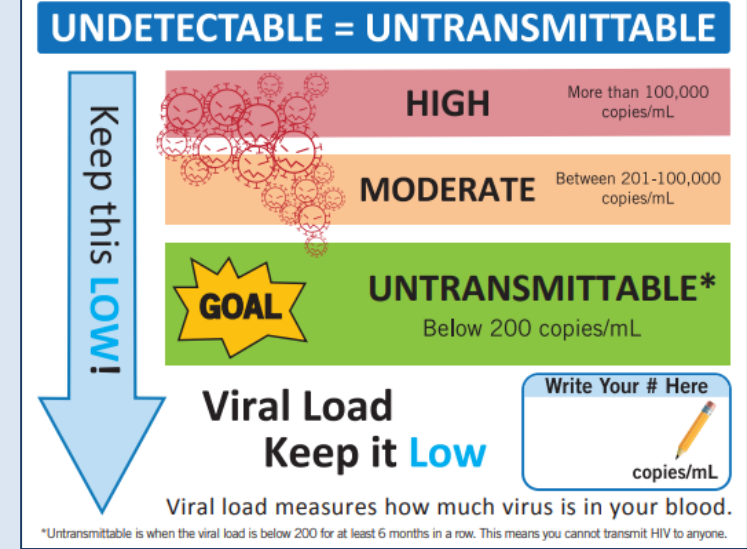 UNDETECTABLE = UNTRANSMITTABLE
Keep this LOW!
HIGH
More than 100,000
copies/mL
MODERATE
Between 201-100,000
copies/mL
GOAL
UNTRANSMITTABLE*
Below 200 copies/mL
Viral Load
Keep it Low
Write Your # Here
copies/mL
Viral load measures how much virus is in your blood.
*Untransmittable is when the viral load is below 200 for at least 6 months in a row. This means you cannot transmit HIV to anyone.